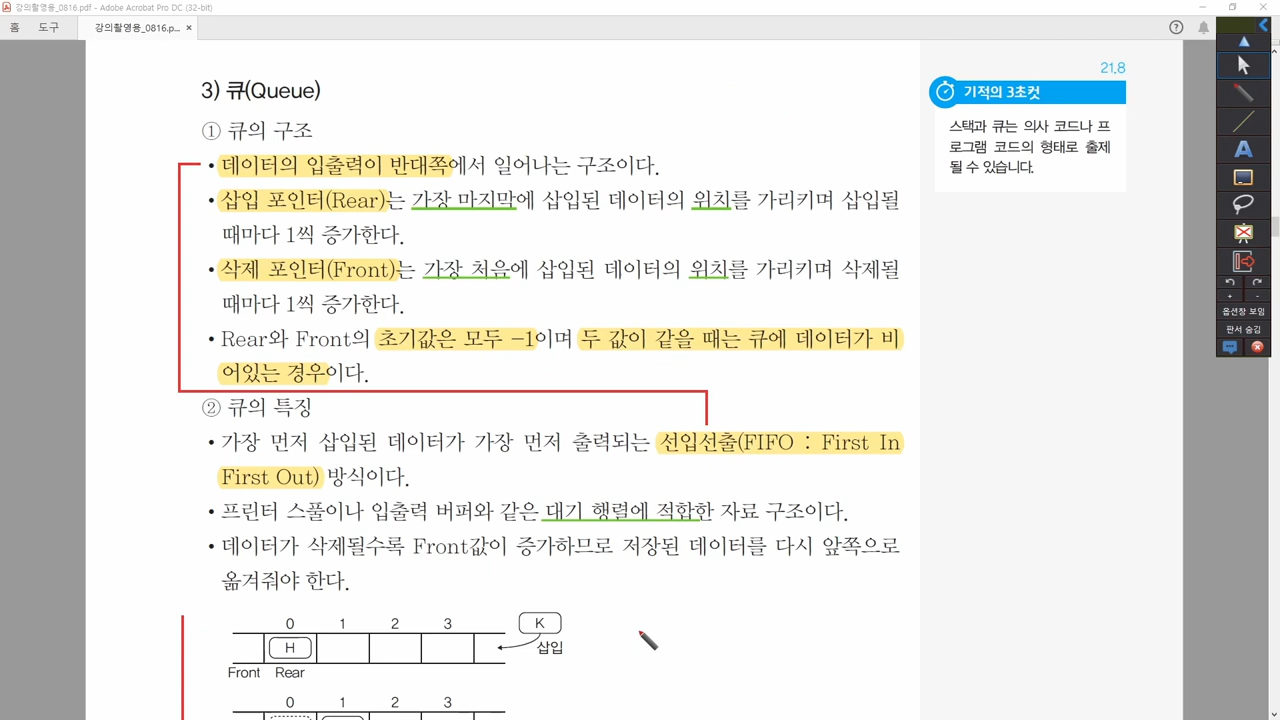 강의촬영용_0816.pdf - Adobe Acrobat Pro DC (32-bit)
홈 도구 강의촬영용_0816.p... ×
3) 큐(Queue)
① 큐의 구조
• 데이터의 입출력이 반대쪽에서 일어나는 구조이다.
• 삽입 포인터(Rear)는 가장 마지막에 삽입된 데이터의 위치를 가리키며 삽입될
때마다 1씩 증가한다.
• 삭제 포인터(Front)는 가장 처음에 삽입된 데이터의 위치를 가리키며 삭제될
때마다 1씩 증가한다.
• Rear와 Front의 초기값은 모두 -1이며 두 값이 같을 때는 큐에 데이터가 비
어있는 경우이다.
② 큐의 특징
• 가장 먼저 삽입된 데이터가 가장 먼저 출력되는 선입선출(FIFO : First In
First Out) 방식이다.
• 프린터 스풀이나 입출력 버퍼와 같은 대기 행렬에 적합한 자료 구조이다.
• 데이터가 삭제될수록 Front값이 증가하므로 저장된 데이터를 다시 앞쪽으로
옮겨줘야 한다.
0 1 2 3 K
H 삽입
Front Rear
0 1 2 3
21.8
기적의 3초컷
스택과 큐는 의사 코드나 프
로그램 코드의 형태로 출제
될 수 있습니다.
A
+ -
옵션창 보임
판서 숨김